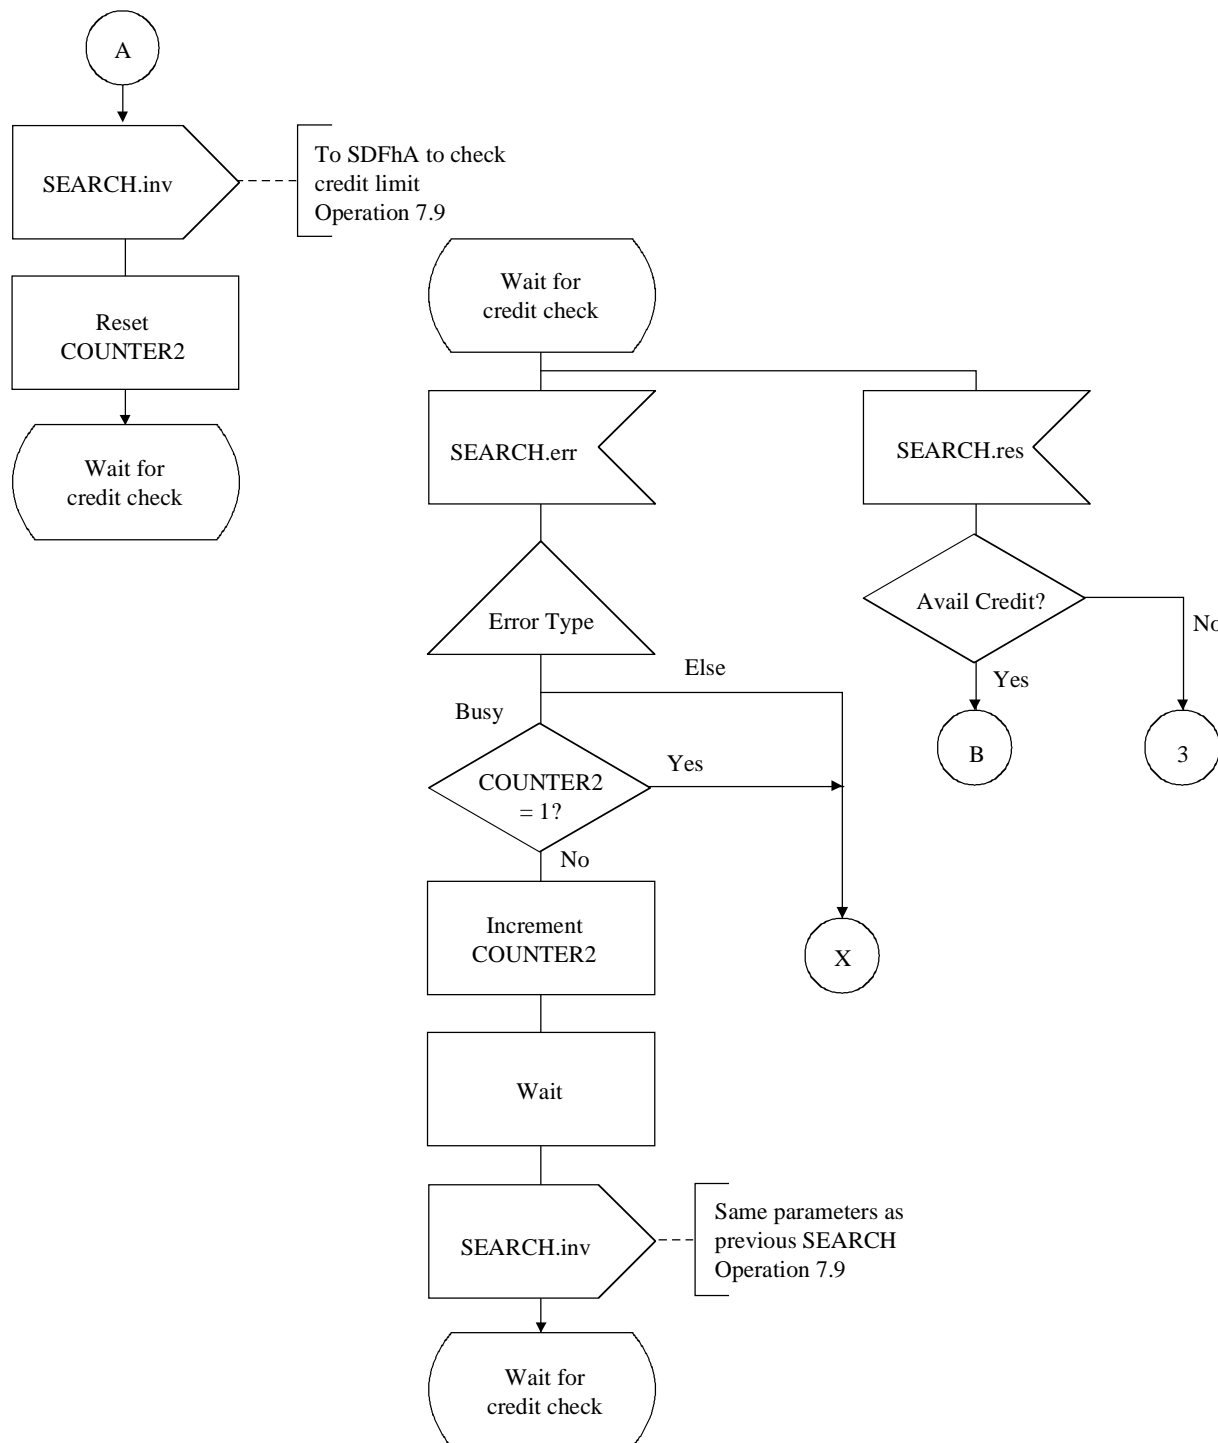 A
SEARCH.inv
To SDFhA to check
credit limit
Operation 7.9
Reset
COUNTER2
Wait for
credit check
Wait for
credit check
SEARCH.err
SEARCH.res
Error Type
Avail Credit?
No
Yes
Else
Busy
B
3
COUNTER2
= 1?
Yes
No
Increment
COUNTER2
X
Wait
SEARCH.inv
Same parameters as
previous SEARCH
Operation 7.9
Wait for
credit check